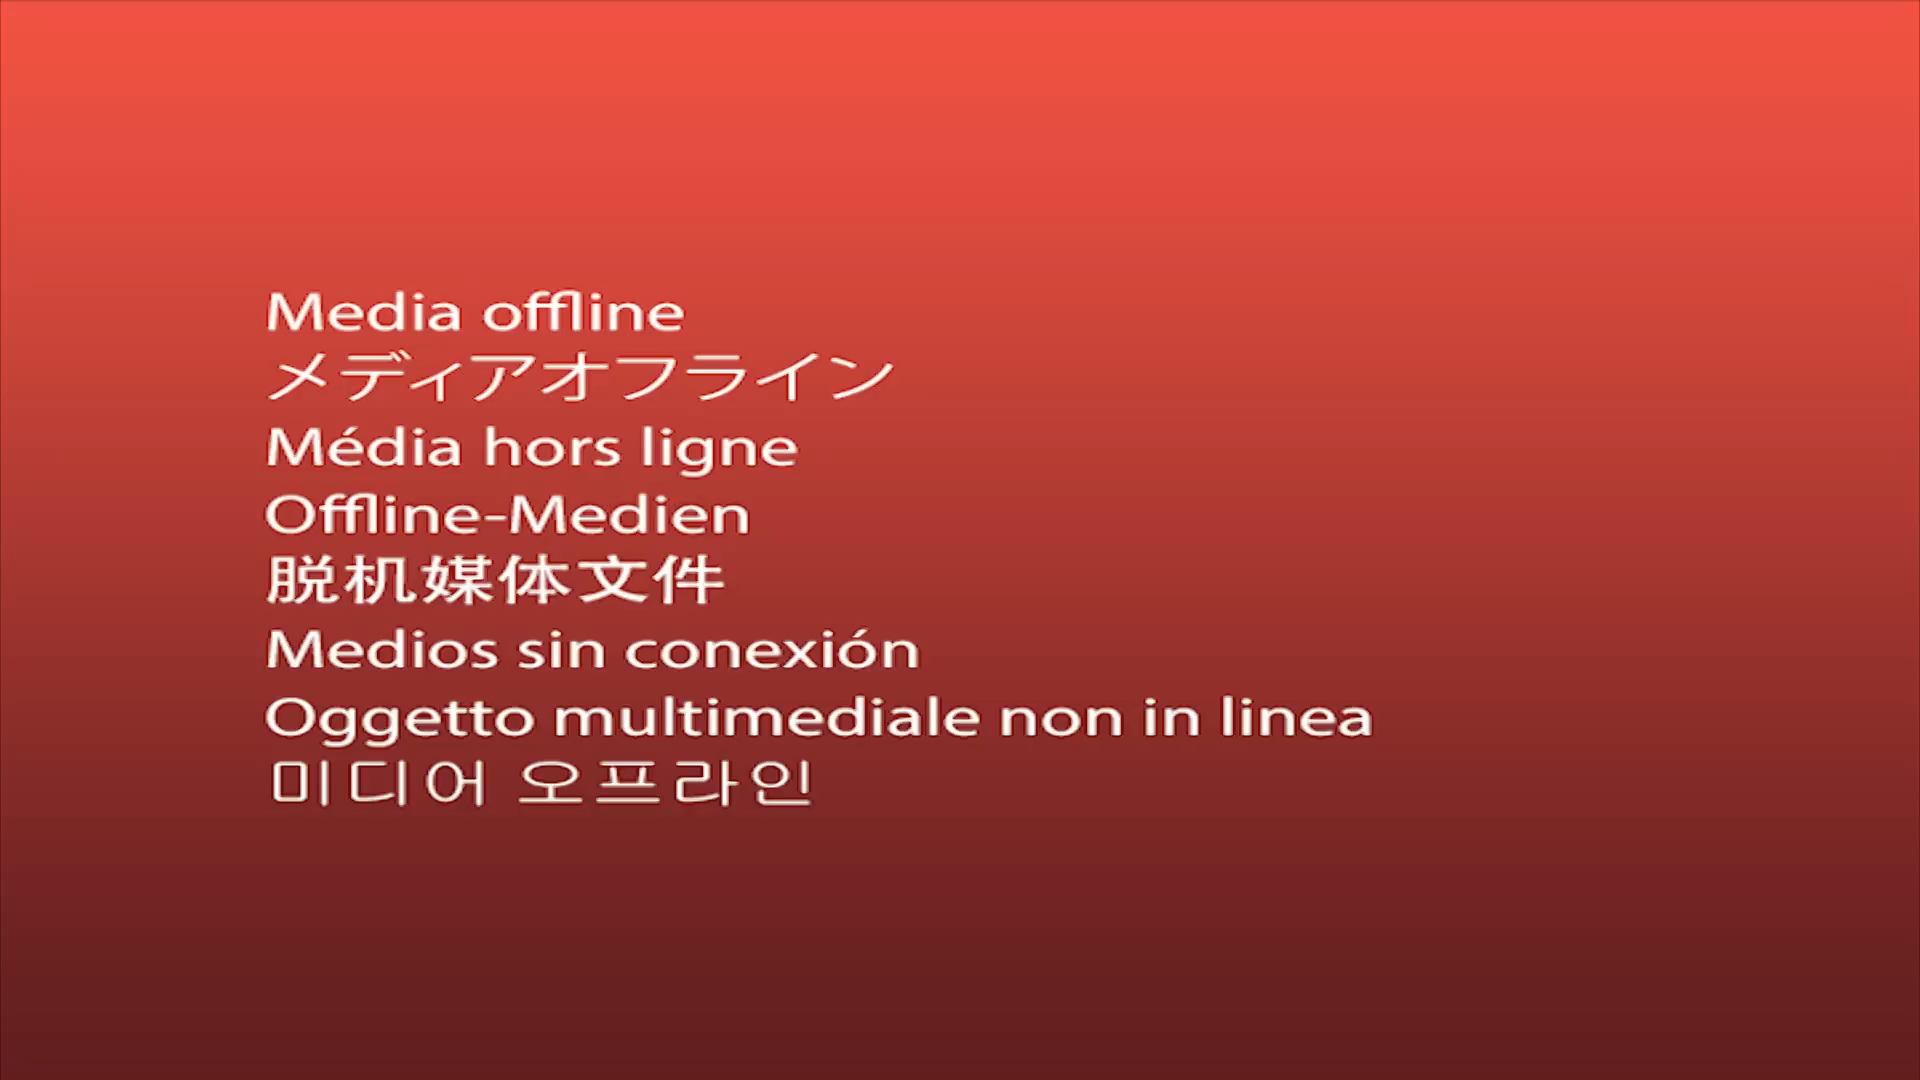 Media offline
メディアオフライン
Média hors ligne
Offline-Medien
脱机媒体文件
Medios sin conexión
Oggetto multimediale non in linea
미디어 오프라인